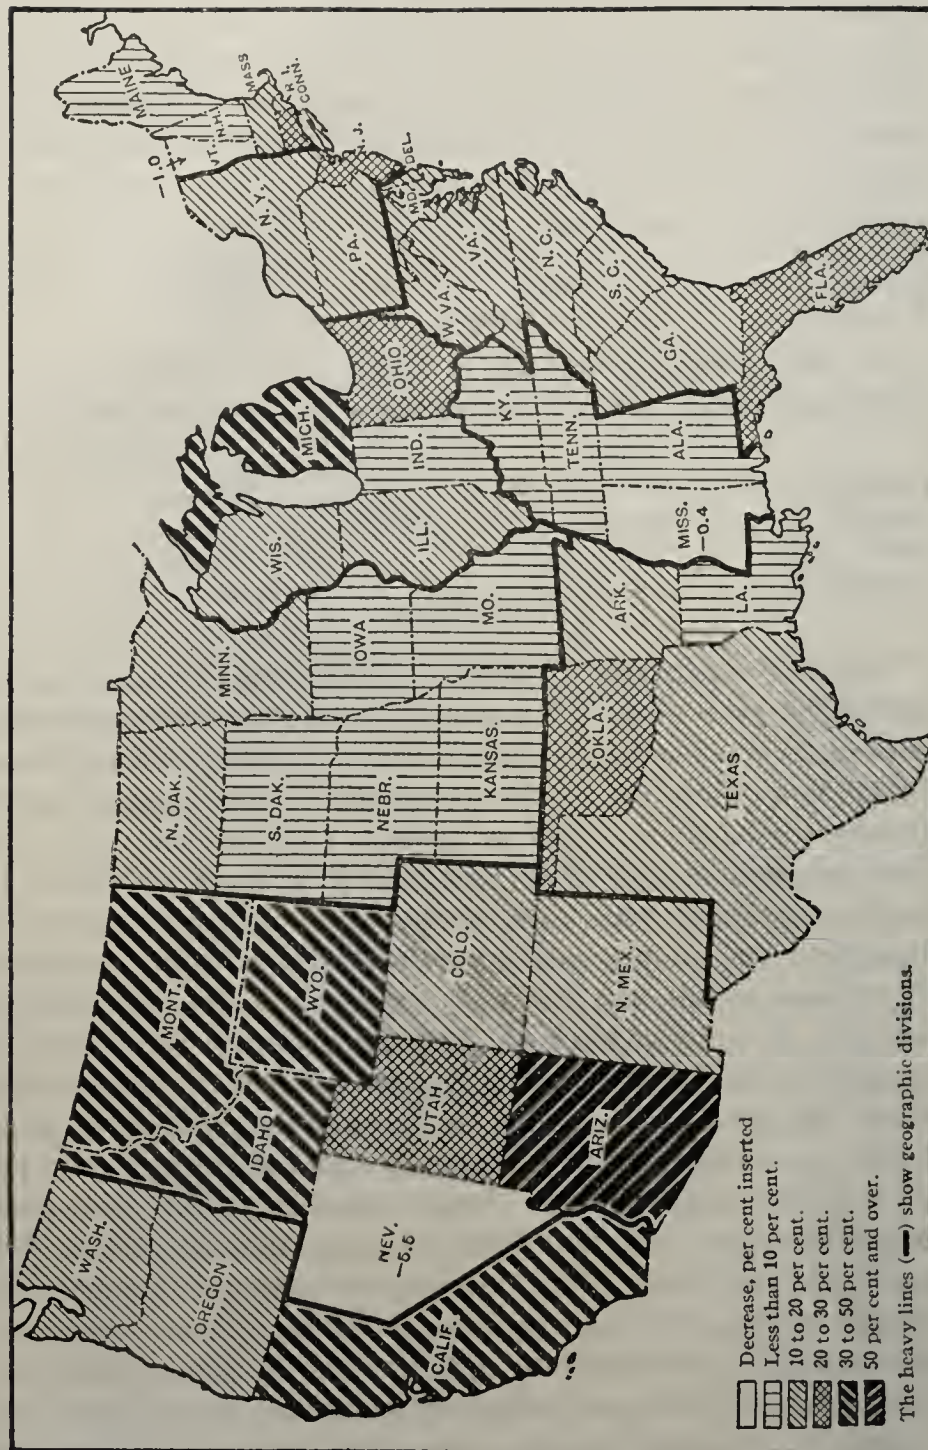 WASH.
OREGON
CALIF.
NEV.
—5.5
IDAHO
MONT.
WYO.
UTAH
ARIZ.
COLO.
N. MEX.
N. OAK.
S. DAK.
NEBR.
KANSAS.
OKLA.
TEXAS
MINN.
IOWA
MO.
ARK.
LA.
WIS.
ILL.
MICH.
IND.
OHIO
KY.
TENN.
MISS.
—0.4
ALA.
GA.
FLA.
S.C.
N.C.
VA.
W. VA.
MD.
DEL.
PA.
N.J.
N.Y.
—1.0
VT.
N.H.
MAINE
MASS
R.I.
CONN.
Decrease, per cent inserted
Less than 10 per cent.
10 to 20 per cent.
20 to 30 per cent.
30 to 50 per cent.
50 per cent and over.
The heavy lines (—) show geographic divisions.